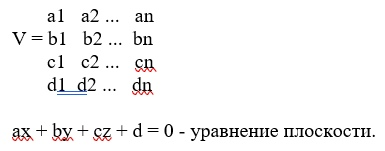 a1 a2 ... an
V = b1 b2 ... bn
c1 c2 ... cn
d1 d2 ... dn
ax + by + cz + d = 0 - уравнение плоскости.